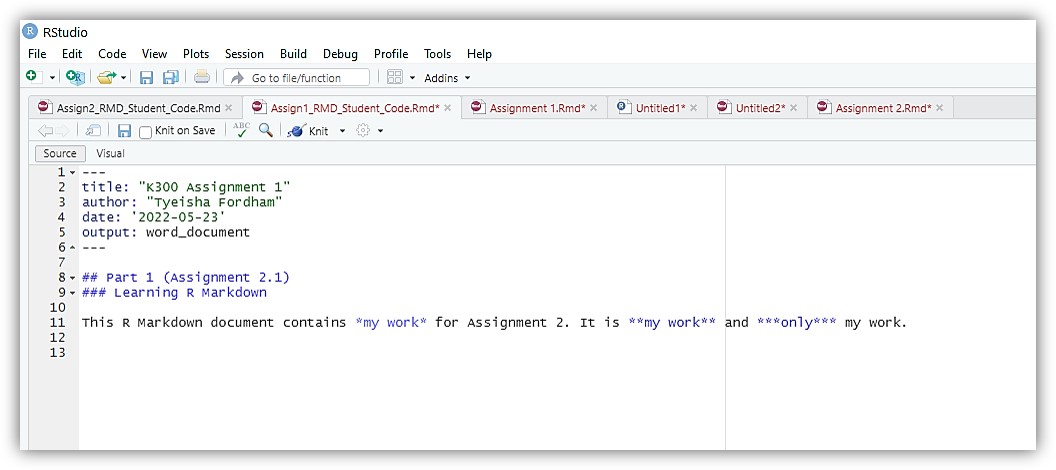 RStudio
File Edit Code View Plots Session Build Debug Profile Tools Help
Go to file/function Addins
Assign2_RMD_Student_Code.Rmd Assign1_RMD_Student_Code.Rmd* Assignment 1.Rmd* Untitled1* Untitled2* Assignment 2.Rmd*
Knit on Save ABC Knit
Source Visual
1 ---
2 title: "K300 Assignment 1"
3 author: "Tyeisha Fordham"
4 date: '2022-05-23'
5 output: word_document
6 ---
7
8 ## Part 1 (Assignment 2.1)
9 ### Learning R Markdown
10
11 This R Markdown document contains *my work* for Assignment 2. It is **my work** and ***only*** my work.
12
13